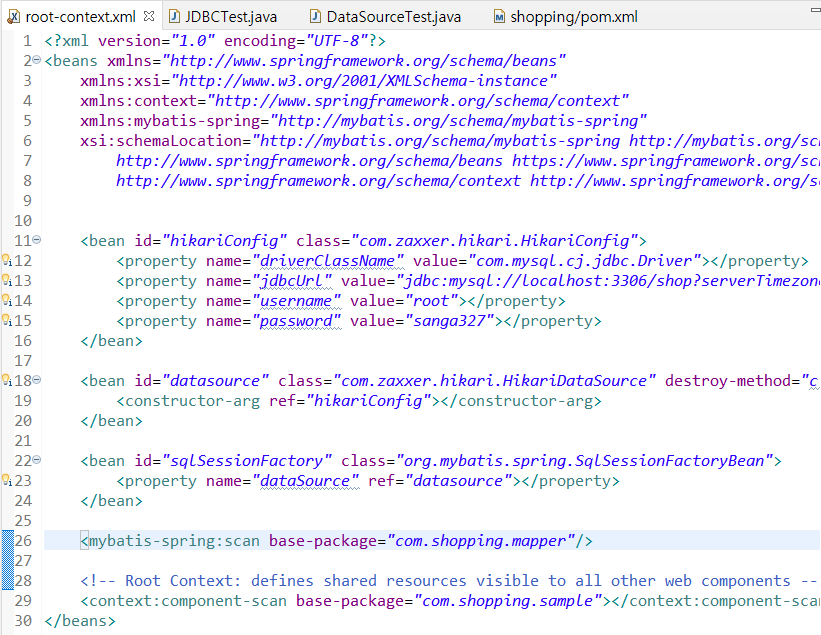 root-context.xml JDBCTest.java DataSourceTest.java shopping/pom.xml
1 <?xml version="1.0" encoding="UTF-8"?>
2 <beans xmlns="http://www.springframework.org/schema/beans"
3 xmlns:xsi="http://www.w3.org/2001/XMLSchema-instance"
4 xmlns:context="http://www.springframework.org/schema/context"
5 xmlns:mybatis-spring="http://mybatis.org/schema/mybatis-spring"
6 xsi:schemaLocation="http://mybatis.org/schema/mybatis-spring http://mybatis.org/sc
7 http://www.springframework.org/schema/beans https://www.springframework.org/sc
8 http://www.springframework.org/schema/context http://www.springframework.org/s
9
10
11 <bean id="hikariConfig" class="com.zaxxer.hikari.HikariConfig">
12 <property name="driverClassName" value="com.mysql.cj.jdbc.Driver"></property>
13 <property name="jdbcUrl" value="jdbc:mysql://localhost:3306/shop?serverTimezon
14 <property name="username" value="root"></property>
15 <property name="password" value="sanga327"></property>
16 </bean>
17
18 <bean id="datasource" class="com.zaxxer.hikari.HikariDataSource" destroy-method="c
19 <constructor-arg ref="hikariConfig"></constructor-arg>
20 </bean>
21
22 <bean id="sqlSessionFactory" class="org.mybatis.spring.SqlSessionFactoryBean">
23 <property name="dataSource" ref="datasource"></property>
24 </bean>
25
26 <mybatis-spring:scan base-package="com.shopping.mapper"/>
27
28 <!-- Root Context: defines shared resources visible to all other web components --
29 <context:component-scan base-package="com.shopping.sample"></context:component-scan
30 </beans>